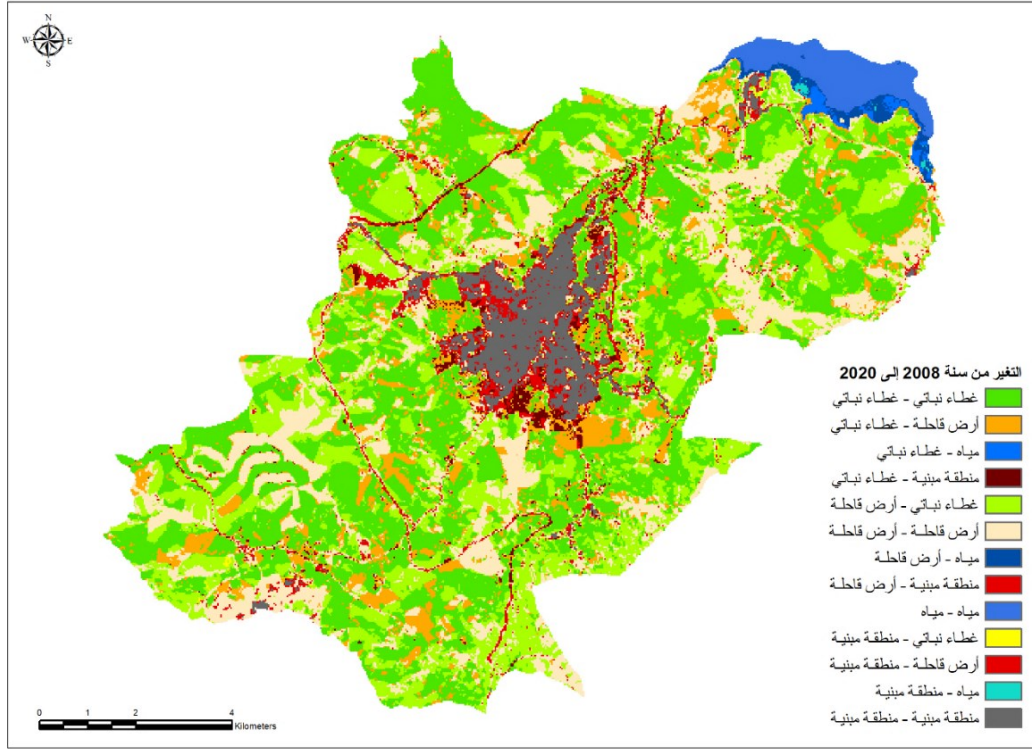 N
W E
S
التغير من سنة 2008 إلى 2020
غطاء نباتي - غطاء نباتي
أرض قاحلة - غطاء نباتي
مياه - غطاء نباتي
منطقة مبنية - غطاء نباتي
غطاء نباتي - أرض قاحلة
أرض قاحلة - أرض قاحلة
مياه - أرض قاحلة
منطقة مبنية - أرض قاحلة
مياه - مياه
غطاء نباتي - منطقة مبنية
أرض قاحلة - منطقة مبنية
مياه - منطقة مبنية
منطقة مبنية - منطقة مبنية
0 1 2 4
Kilometers